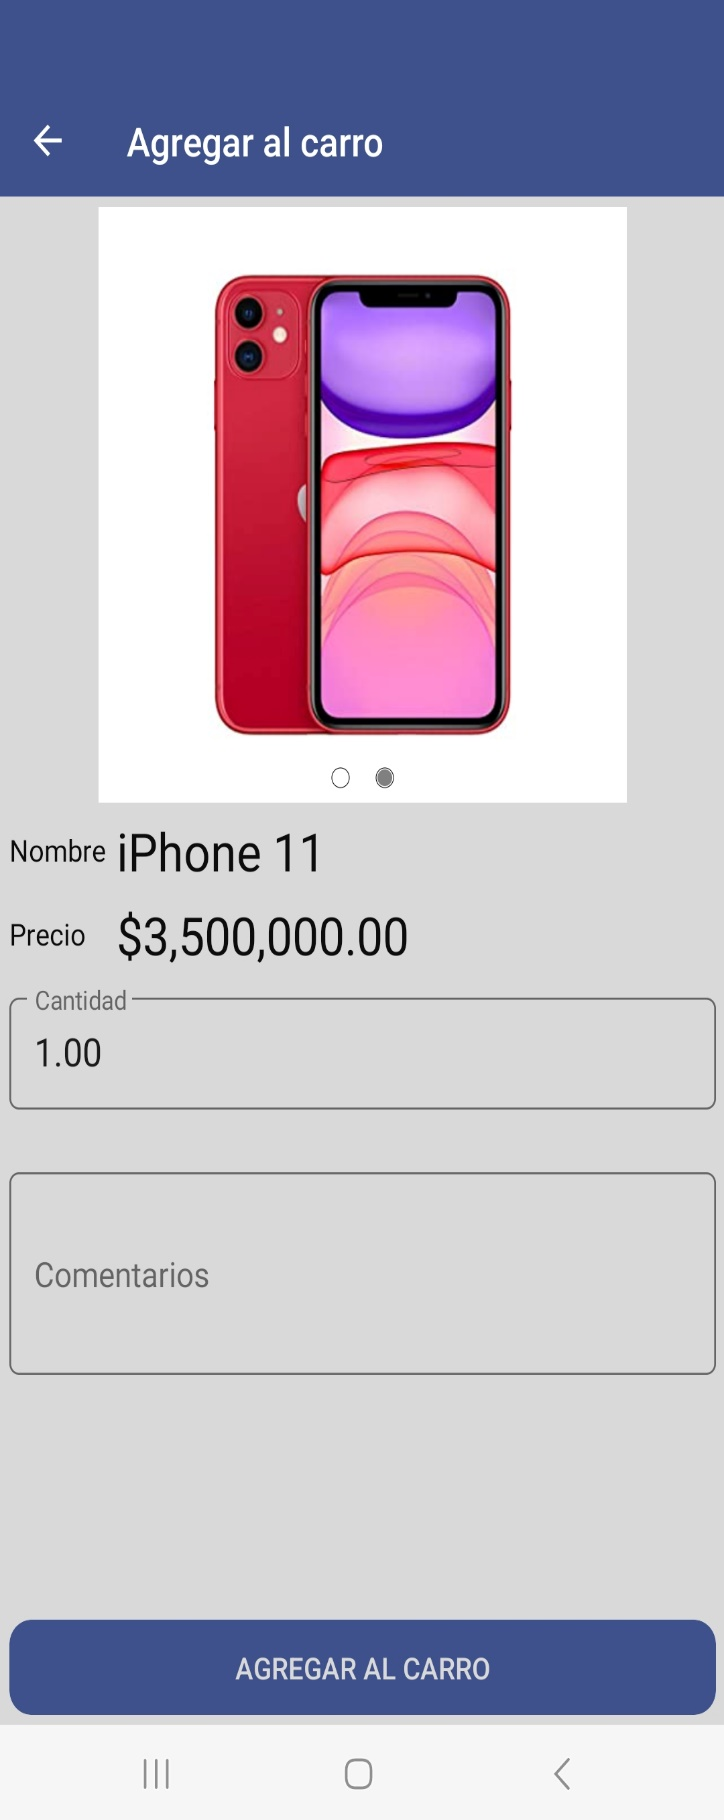 Agregar al carro
Nombre iPhone 11
Precio $3,500,000.00
Cantidad
1.00
Comentarios
AGREGAR AL CARRO